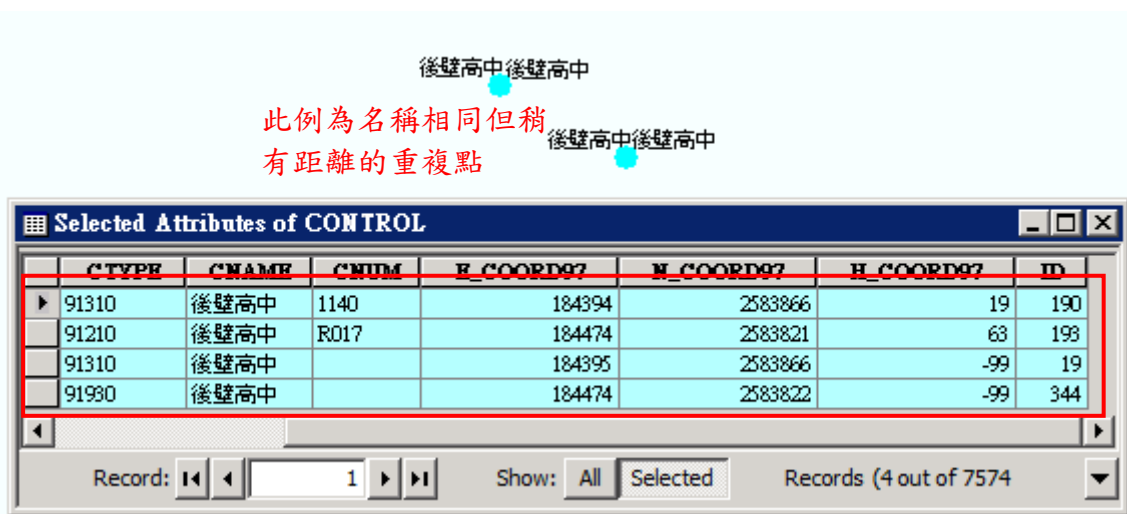 後壁高中後壁高中
此例為名稱相同但稍
有距離的重複點
後壁高中後壁高中
Selected Attributes of CONTROL
CTYPE CNAME CNUM E_COORD97 N_COORD97 H_COORD97 ID
91310 後壁高中 1140 184394 2583866 19 190
91210 後壁高中 R017 184474 2583821 63 193
91310 後壁高中 184395 2583866 -99 19
91930 後壁高中 184474 2583822 -99 344
Record: 1 Show: All Selected Records (4 out of 7574